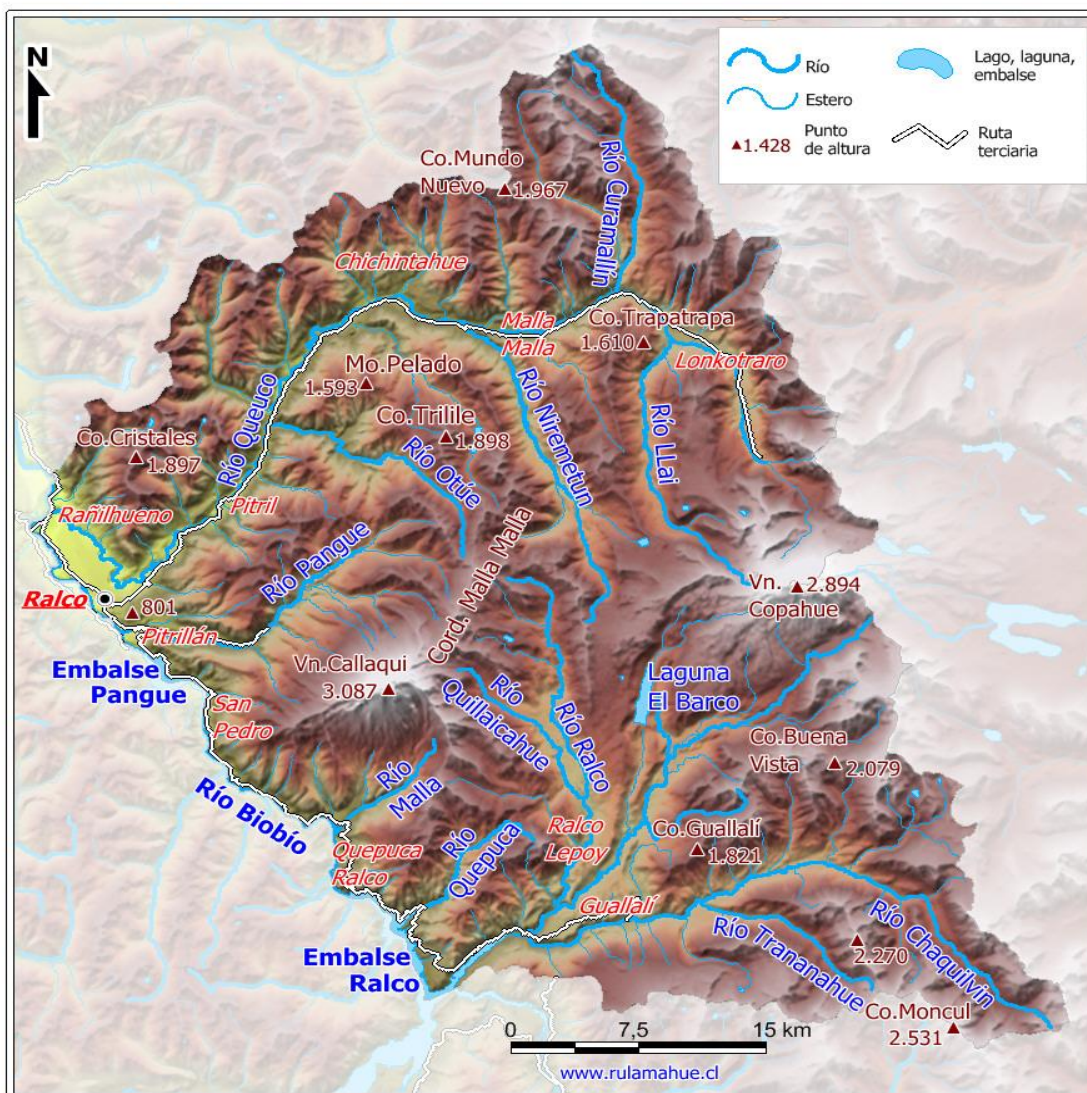 N
Río
Estero
▲1.428
Punto
de altura
Lago, laguna,
embalse
Ruta
terciaria
Co.Mundo
Nuevo ▲1.967
Río Curamallín
Chichintahue
Malla
Malla
Co.Trapatrapa
1.610▲
Lonkotraro
Mo.Pelado
1.593▲
Río Queuco
Co.Trilile
▲1.898
Río Otúe
Río Niremetun
Río LLai
Co.Cristales
▲1.897
Rañilhueno
Pitril
Río Pangue
Cord. Malla Malla
Vn.
Copahue
▲2.894
Ralco
▲801
Pitrillán
Embalse
Pangue
Vn.Callaqui
3.087▲
Laguna
El Barco
San
Pedro
Río
Quillaicahue
Río Ralco
Co.Buena
Vista
▲2.079
Río
Malla
Río Biobío
Río
Quepuca
Ralco
Lepoy
Co.Guallalí
▲1.821
Quepuca
Ralco
Guallalí
Río Trananahue
▲2.270
Río Chaquilvin
Embalse
Ralco
Co.Moncul
2.531▲
0 7,5 15 km
www.rulamahue.cl